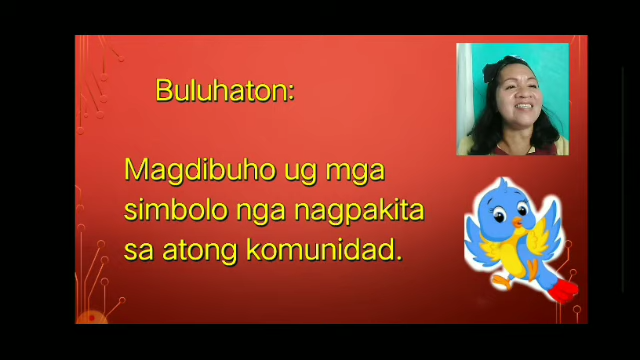 Buluhaton:
Magdibuho ug mga
simbolo nga nagpakita
sa atong komunidad.